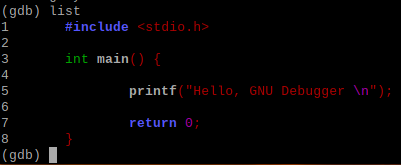 (gdb) list
1 #include <stdio.h>
2
3 int main() {
4
5 printf("Hello, GNU Debugger \n");
6
7 return 0;
8 }
(gdb)